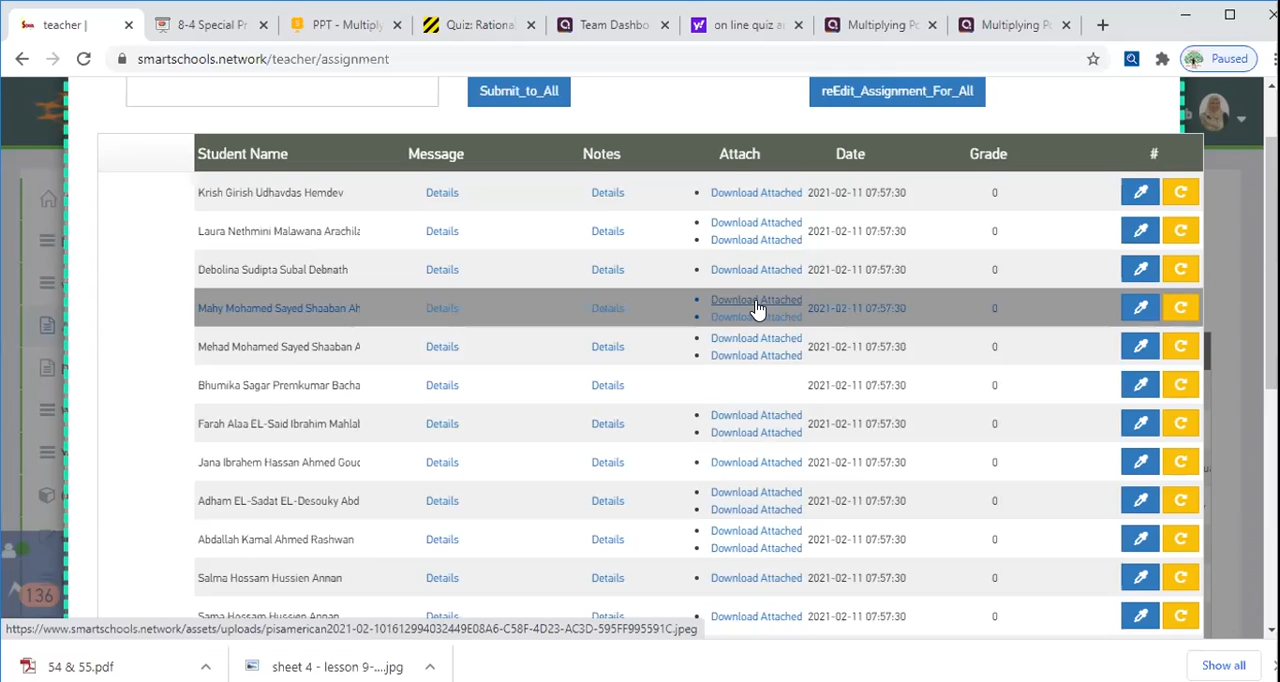 teacher |
8-4 Special Pr
PPT - Multiply
Quiz: Rational
Team Dashbo
on line quiz a
Multiplying Po
Multiplying Po
smartschools.network/teacher/assignment
Paused
Submit_to_All
reEdit_Assignment_For_All
Student Name Message Notes Attach Date Grade #
Krish Girish Udhavdas Hemdev Details Details Download Attached 2021-02-11 07:57:30 0
Laura Nethmini Malawana Arachila Details Details Download Attached Download Attached 2021-02-11 07:57:30 0
Debolina Sudipta Subal Debnath Details Details Download Attached 2021-02-11 07:57:30 0
Mahy Mohamed Sayed Shaaban Ah Details Details Download Attached Download Attached 2021-02-11 07:57:30 0
Mehad Mohamed Sayed Shaaban A Details Details Download Attached Download Attached 2021-02-11 07:57:30 0
Bhumika Sagar Premkumar Bacha Details Details 2021-02-11 07:57:30 0
Farah Alaa EL-Said Ibrahim Mahlab Details Details Download Attached Download Attached 2021-02-11 07:57:30 0
Jana Ibrahem Hassan Ahmed Gouc Details Details Download Attached 2021-02-11 07:57:30 0
Adham EL-Sadat EL-Desouky Abd Details Details Download Attached Download Attached 2021-02-11 07:57:30 0
Abdallah Kamal Ahmed Rashwan Details Details Download Attached Download Attached 2021-02-11 07:57:30 0
Salma Hossam Hussien Annan Details Details Download Attached 2021-02-11 07:57:30 0
Sama Hossam Hussien Annan Details Details Download Attached 2021-02-11 07:57:30 0
136
https://www.smartschools.network/assets/uploads/pisamerican2021-02-101612994032449E08A6-C58F-4D23-AC3D-595FF995591C.jpeg
54 & 55.pdf
sheet 4 - lesson 9-....jpg
Show all